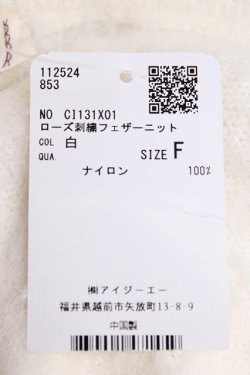 112524
853
NO CI131X01
ローズ刺繍フェザーニット
COL 白
QUA. SIZE F
ナイロン 100%
㈱アイジーエー
福井県越前市矢放町13-8-9
中国製